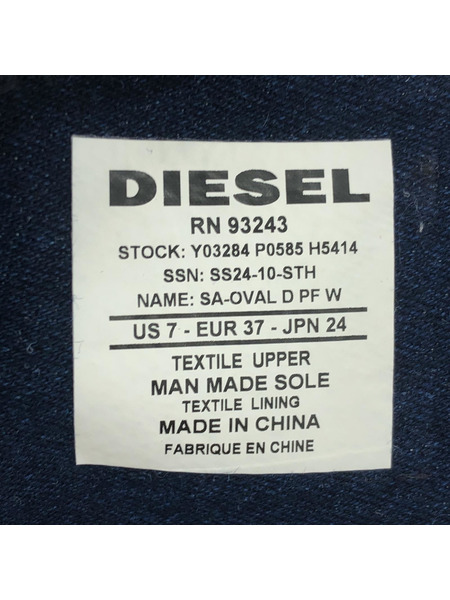 DIESEL
RN 93243
STOCK: Y03284 P0585 H5414
SSN: SS24-10-STH
NAME: SA-OVAL D PF W
US 7 - EUR 37 - JPN 24
TEXTILE UPPER
MAN MADE SOLE
TEXTILE LINING
MADE IN CHINA
FABRIQUE EN CHINE